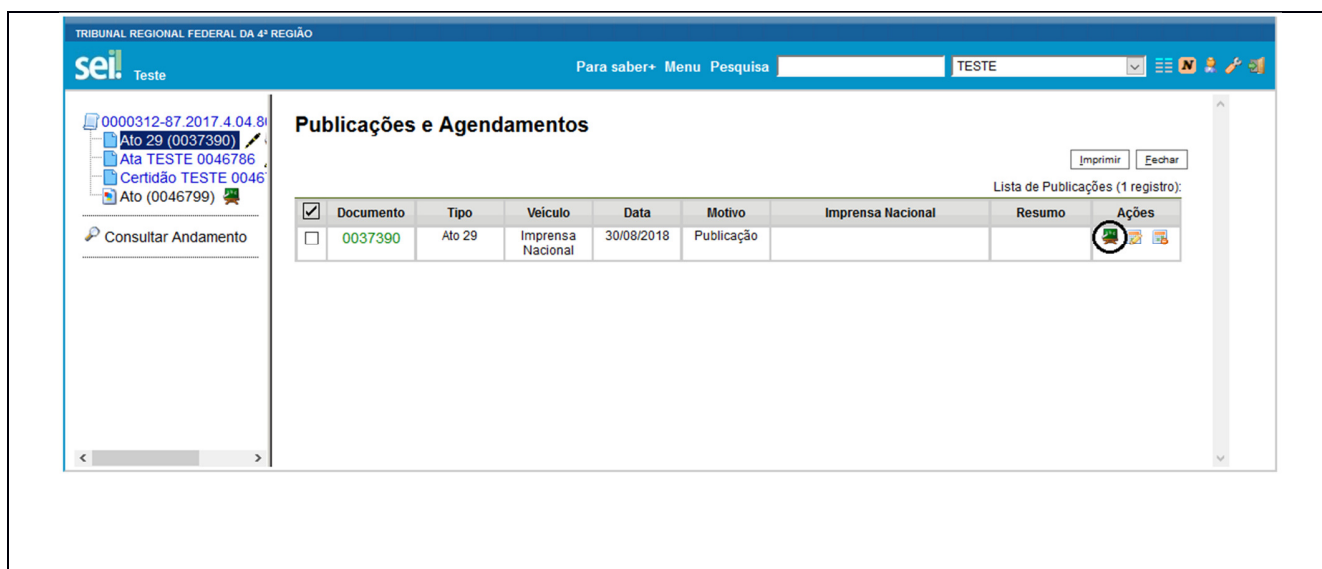 TRIBUNAL REGIONAL FEDERAL DA 4ª REGIÃO
sei! Teste
Para saber+ Menu Pesquisa TESTE
N
0000312-87.2017.4.04.80
Ato 29 (0037390)
Ata TESTE 0046786
Certidão TESTE 0046
Ato (0046799)
Consultar Andamento
Publicações e Agendamentos
Imprimir Fechar
Lista de Publicações (1 registro):
Documento Tipo Veículo Data Motivo Imprensa Nacional Resumo Ações
0037390 Ato 29 Imprensa Nacional 30/08/2018 Publicação